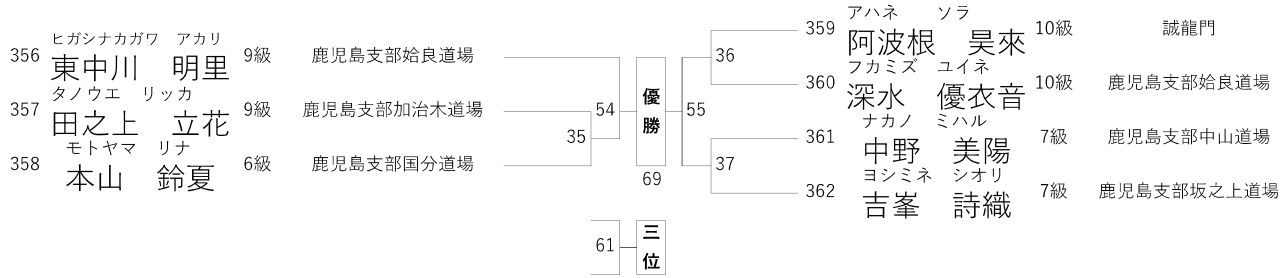 ヒガシナカガワ アカリ
356 東中川 明里 9級 鹿児島支部姶良道場
タノウエ リッカ
357 田之上 立花 9級 鹿児島支部加治木道場
モトヤマ リナ
358 本山 鈴夏 6級 鹿児島支部国分道場
54
35
優勝
69
55
36
37
アハネ ソラ
359 阿波根 昊來 10級 誠龍門
フカミズ ユイネ
360 深水 優衣音 10級 鹿児島支部姶良道場
ナカノ ミハル
361 中野 美陽 7級 鹿児島支部中山道場
ヨシミネ シオリ
362 吉峯 詩織 7級 鹿児島支部坂之上道場
61
三位